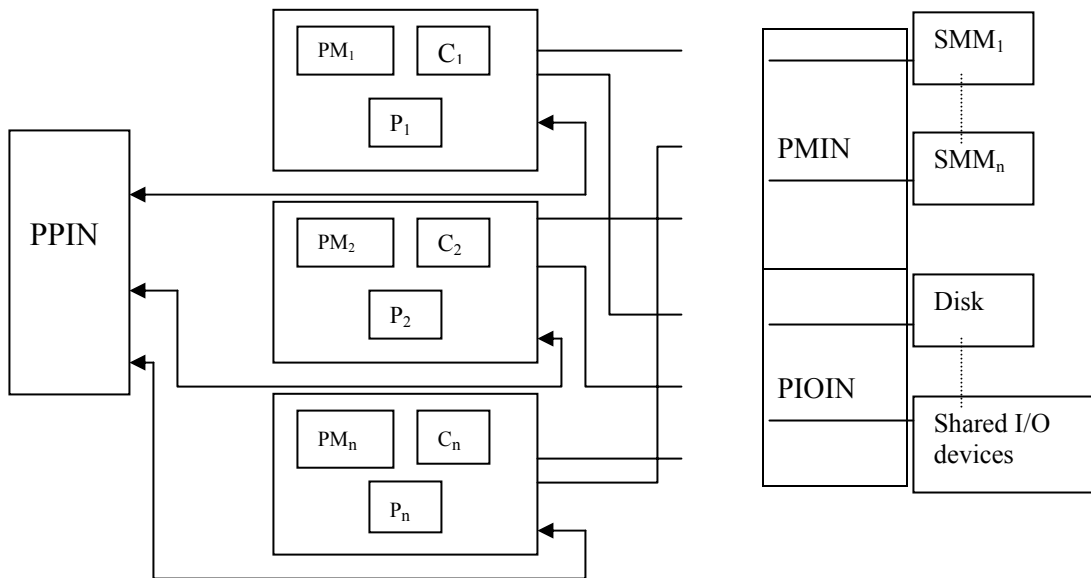 PPIN
PM₁
C₁
P₁
PM₂
C₂
P₂
PMₙ
Cₙ
Pₙ
PMIN
PIOIN
SMM₁
SMMₙ
Disk
Shared I/O
devices